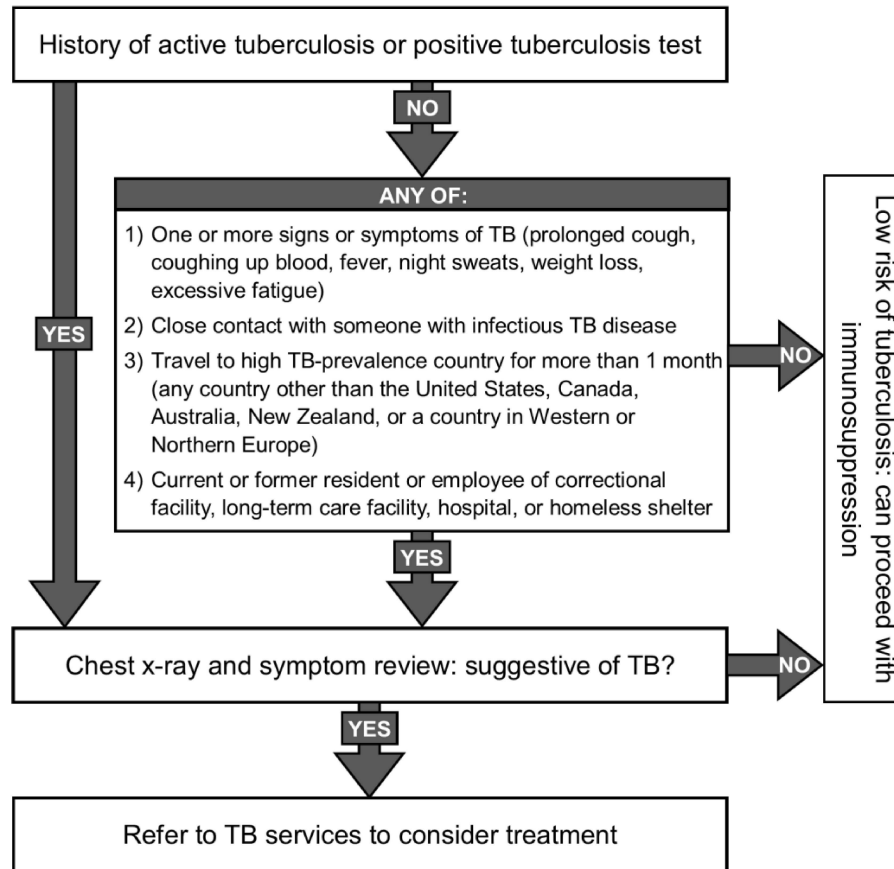 History of active tuberculosis or positive tuberculosis test
NO
ANY OF:
1) One or more signs or symptoms of TB (prolonged cough,
coughing up blood, fever, night sweats, weight loss,
excessive fatigue)
2) Close contact with someone with infectious TB disease
3) Travel to high TB-prevalence country for more than 1 month
(any country other than the United States, Canada,
Australia, New Zealand, or a country in Western or
Northern Europe)
4) Current or former resident or employee of correctional
facility, long-term care facility, hospital, or homeless shelter
YES
NO
Low risk of tuberculosis: can proceed with
immunosuppression
YES
Chest x-ray and symptom review: suggestive of TB?
NO
YES
Refer to TB services to consider treatment